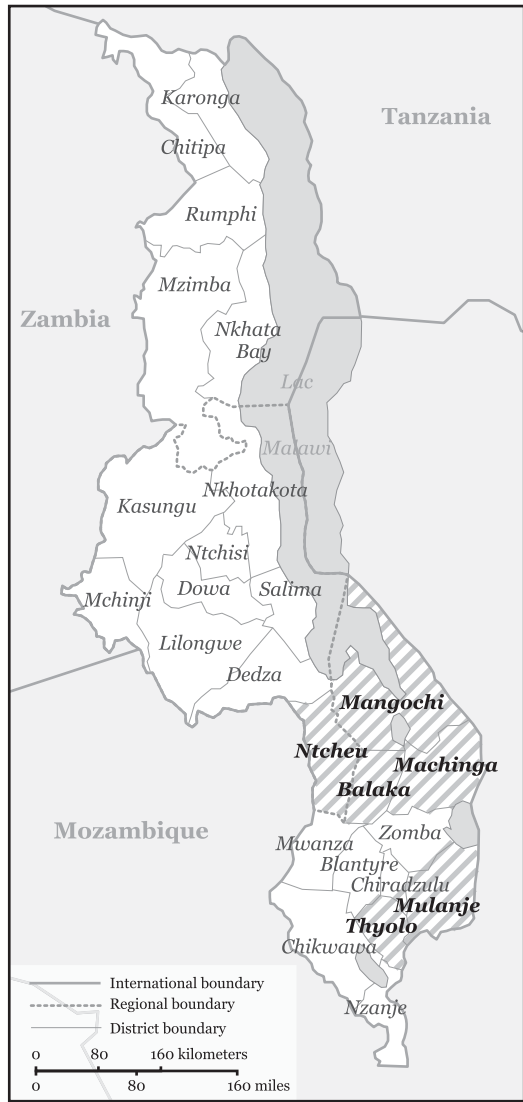 Karonga
Tanzania
Chitipa
Rumphi
Mzimba
Zambia
Nkhata
Bay
Lac
Malawi
Nkhotakota
Kasungu
Ntchisi
Dowa
Salima
Mchinji
Lilongwe
Dedza
Mangochi
Ntcheu
Machinga
Balaka
Mozambique
Zomba
Mwanza
Blantyre
Chiradzulu
Mulanje
Thyolo
Chikwawa
Nzanje
International boundary
Regional boundary
District boundary
0 80 160 kilometers
0 80 160 miles